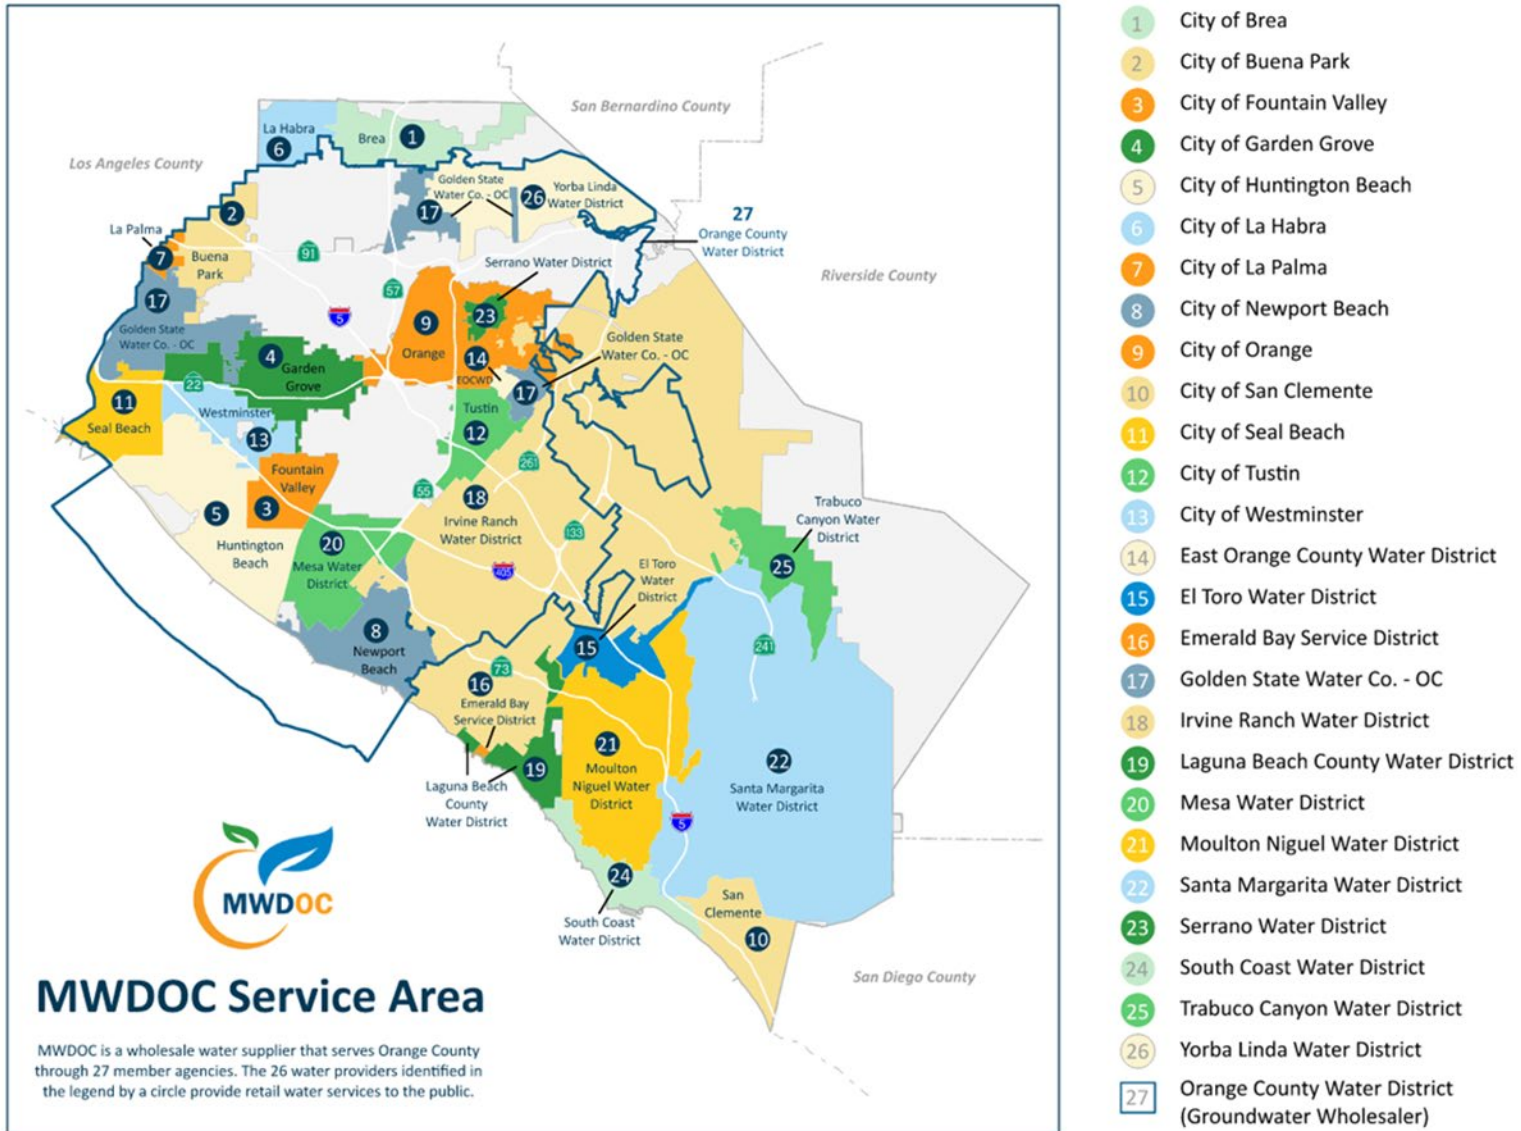 San Bernardino County
Los Angeles County
La Habra
6
Brea
1
Golden State
Water Co. - OC
17
26
Yorba Linda
Water District
27
Orange County
Water District
2
La Palma
7
Buena
Park
91
57
5
Serrano Water District
Riverside County
17
Golden State
Water Co. - OC
9
Orange
23
14
EOCWD
Golden State
Water Co. - OC
17
4
Garden
Grove
22
11
Seal Beach
Westminster
13
Tustin
12
261
Fountain
Valley
3
55
18
Irvine Ranch
Water District
133
405
5
Huntington
Beach
20
Mesa Water
District
Trabuco
Canyon Water
District
25
El Toro
Water
District
15
8
Newport
Beach
241
73
16
Emerald Bay
Service District
21
Moulton
Niguel Water
District
19
Laguna Beach
County
Water District
22
Santa Margarita
Water District
5
24
South Coast
Water District
San
Clemente
10
San Diego County
MWDOC
MWDOC Service Area
MWDOC is a wholesale water supplier that serves Orange County
through 27 member agencies. The 26 water providers identified in
the legend by a circle provide retail water services to the public.
1 City of Brea
2 City of Buena Park
3 City of Fountain Valley
4 City of Garden Grove
5 City of Huntington Beach
6 City of La Habra
7 City of La Palma
8 City of Newport Beach
9 City of Orange
10 City of San Clemente
11 City of Seal Beach
12 City of Tustin
13 City of Westminster
14 East Orange County Water District
15 El Toro Water District
16 Emerald Bay Service District
17 Golden State Water Co. - OC
18 Irvine Ranch Water District
19 Laguna Beach County Water District
20 Mesa Water District
21 Moulton Niguel Water District
22 Santa Margarita Water District
23 Serrano Water District
24 South Coast Water District
25 Trabuco Canyon Water District
26 Yorba Linda Water District
27 Orange County Water District
(Groundwater Wholesaler)